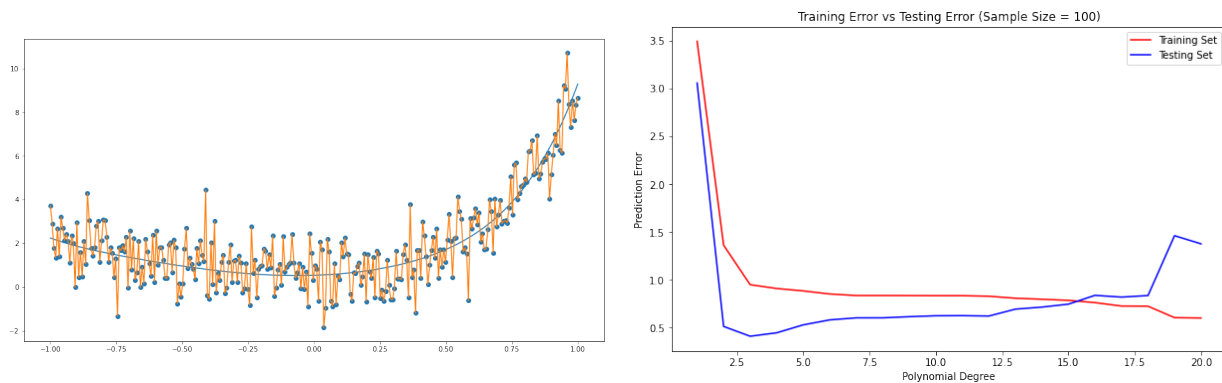 10
8
6
4
2
0
−2
−1.00 −0.75 −0.50 −0.25 0.00 0.25 0.50 0.75 1.00
Training Error vs Testing Error (Sample Size = 100)
Training Set
Testing Set
3.5
3.0
2.5
2.0
1.5
1.0
0.5
Prediction Error
2.5 5.0 7.5 10.0 12.5 15.0 17.5 20.0
Polynomial Degree